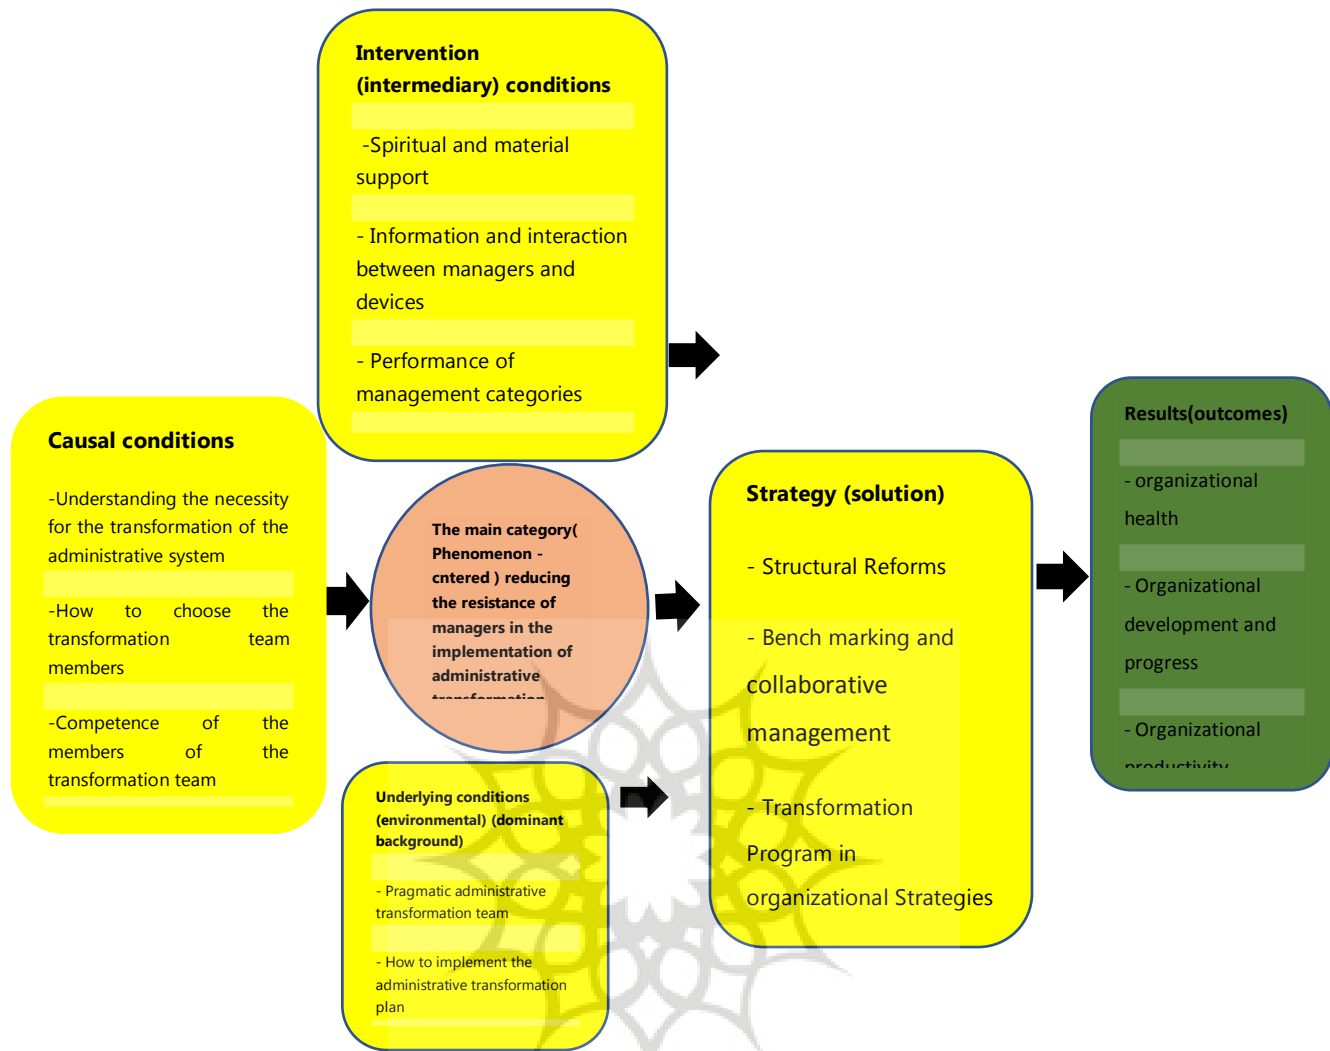 Intervention
(intermediary) conditions
-Spiritual and material
support
- Information and interaction
between managers and
devices
- Performance of
management categories
Causal conditions
-Understanding the necessity
for the transformation of the
administrative system
-How to choose the
transformation team
members
-Competence of the
members of the
transformation team
The main category(
Phenomenon -
cntered ) reducing
the resistance of
managers in the
implementation of
administrative
transformation
Underlying conditions
(environmental) (dominant
background)
- Pragmatic administrative
transformation team
- How to implement the
administrative transformation
plan
Strategy (solution)
- Structural Reforms
- Bench marking and
collaborative
management
- Transformation
Program in
organizational Strategies
Results(outcomes)
- organizational
health
- Organizational
development and
progress
- Organizational
productivity